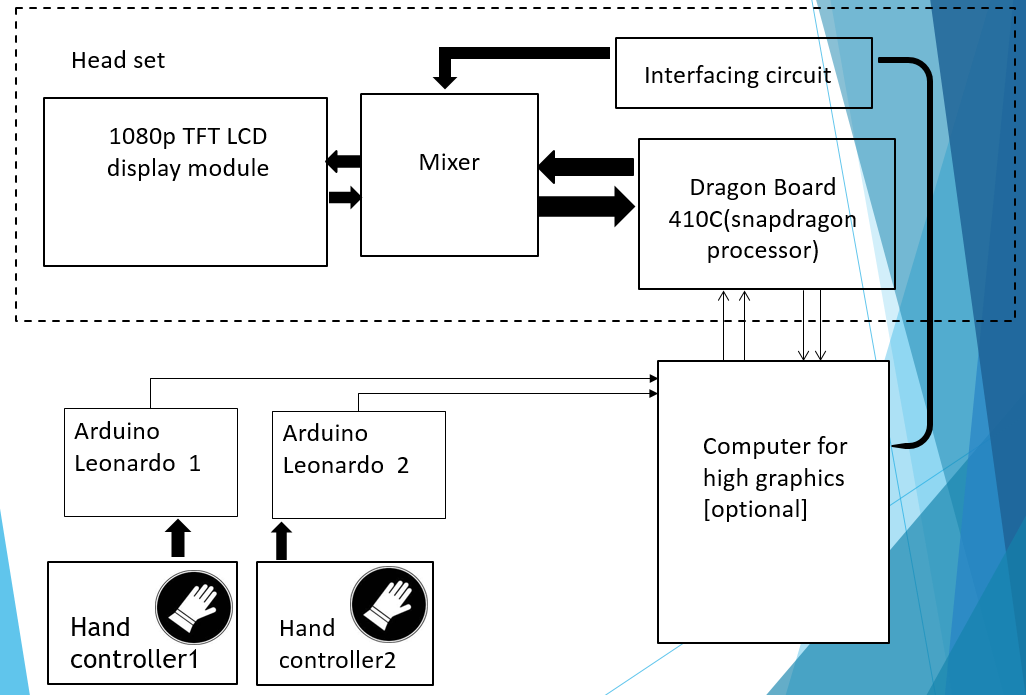 Head set
Interfacing circuit
1080p TFT LCD
display module
Mixer
Dragon Board
410C(snapdragon
processor)
Arduino
Leonardo  1
Arduino
Leonardo  2
Computer for
high graphics
[optional]
Hand
controller1
Hand
controller2